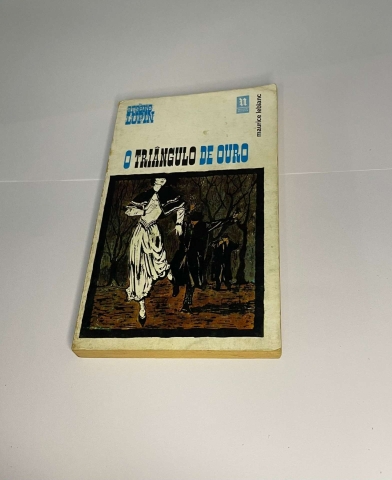 LUPIN
maurice leblanc
O TRIÂNGULO DE OURO